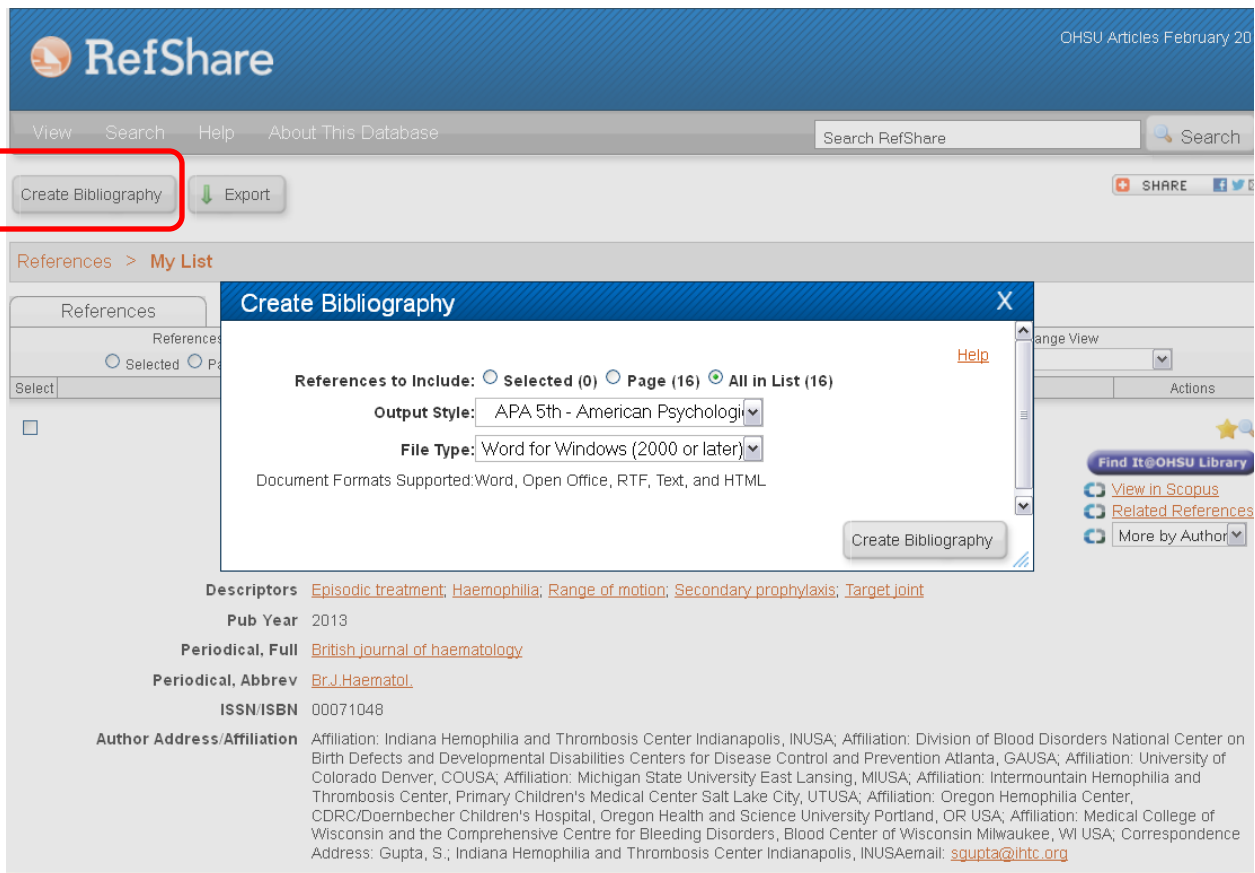 RefShare
OHSU Articles February 20
View Search Help About This Database
Search RefShare
Search
Create Bibliography
Export
SHARE
References > My List
References
Create Bibliography X
References
ange View
Selected
Help
References to Include: Selected (0) Page (16) All in List (16)
Select
Actions
Output Style: APA 5th - American Psychologi
File Type: Word for Windows (2000 or later)
Find It@OHSU Library
Document Formats Supported:Word, Open Office, RTF, Text, and HTML
View in Scopus
Related References
More by Author
Create Bibliography
Descriptors Episodic treatment; Haemophilia; Range of motion; Secondary prophylaxis; Target joint
Pub Year 2013
Periodical, Full British journal of haematology
Periodical, Abbrev Br.J.Haematol.
ISSN/ISBN 00071048
Author Address/Affiliation Affiliation: Indiana Hemophilia and Thrombosis Center Indianapolis, INUSA; Affiliation: Division of Blood Disorders National Center on
Birth Defects and Developmental Disabilities Centers for Disease Control and Prevention Atlanta, GAUSA; Affiliation: University of
Colorado Denver, COUSA; Affiliation: Michigan State University East Lansing, MIUSA; Affiliation: Intermountain Hemophilia and
Thrombosis Center, Primary Children's Medical Center Salt Lake City, UTUSA; Affiliation: Oregon Hemophilia Center,
CDRC/Doernbecher Children's Hospital, Oregon Health and Science University Portland, OR USA; Affiliation: Medical College of
Wisconsin and the Comprehensive Centre for Bleeding Disorders, Blood Center of Wisconsin Milwaukee, WI USA; Correspondence
Address: Gupta, S.; Indiana Hemophilia and Thrombosis Center Indianapolis, INUSAemail: sgupta@ihtc.org